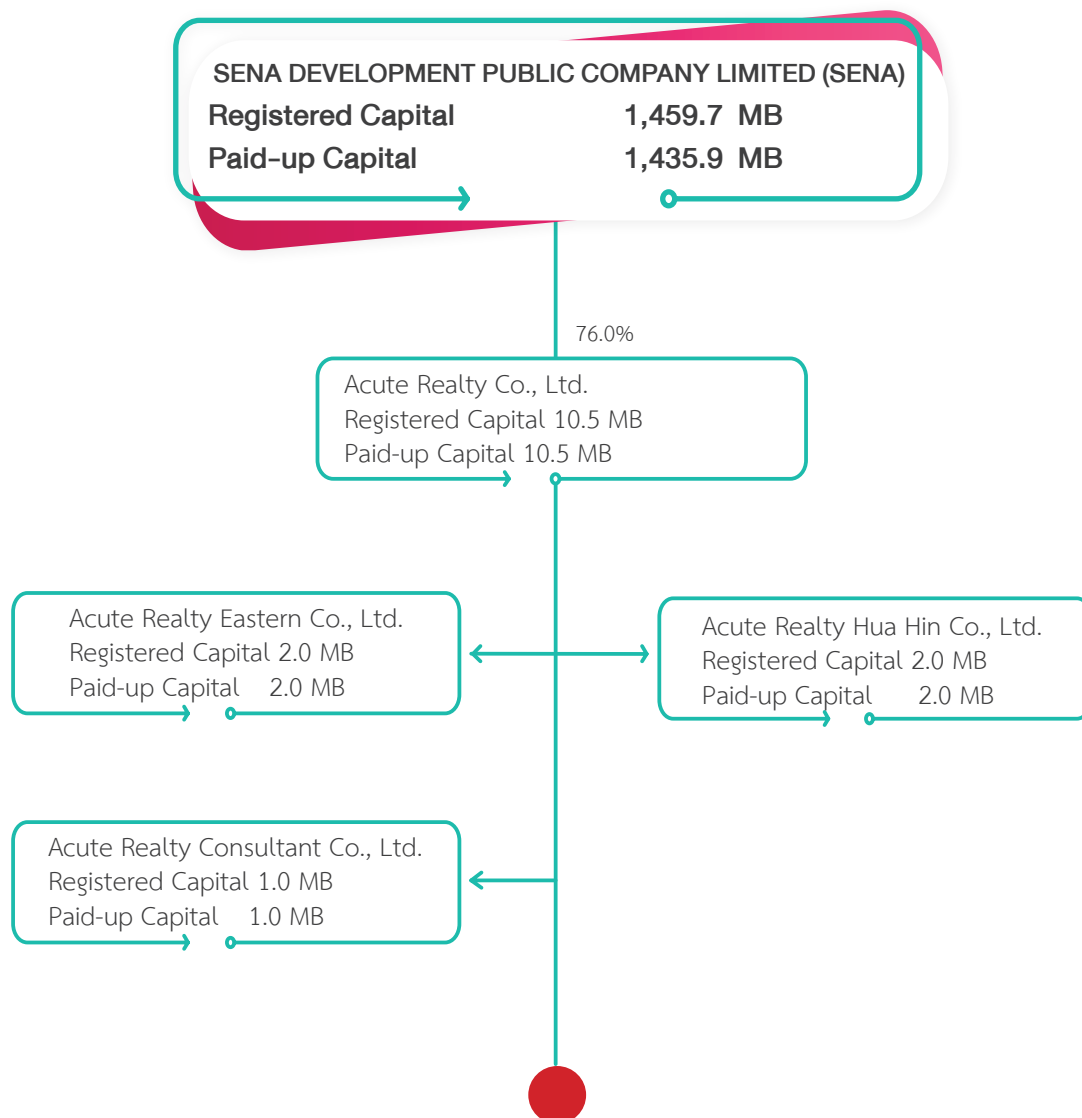 SENA DEVELOPMENT PUBLIC COMPANY LIMITED (SENA)
Registered Capital 1,459.7 MB
Paid-up Capital 1,435.9 MB
76.0%
Acute Realty Co., Ltd.
Registered Capital 10.5 MB
Paid-up Capital 10.5 MB
Acute Realty Eastern Co., Ltd.
Registered Capital 2.0 MB
Paid-up Capital 2.0 MB
Acute Realty Hua Hin Co., Ltd.
Registered Capital 2.0 MB
Paid-up Capital 2.0 MB
Acute Realty Consultant Co., Ltd.
Registered Capital 1.0 MB
Paid-up Capital 1.0 MB